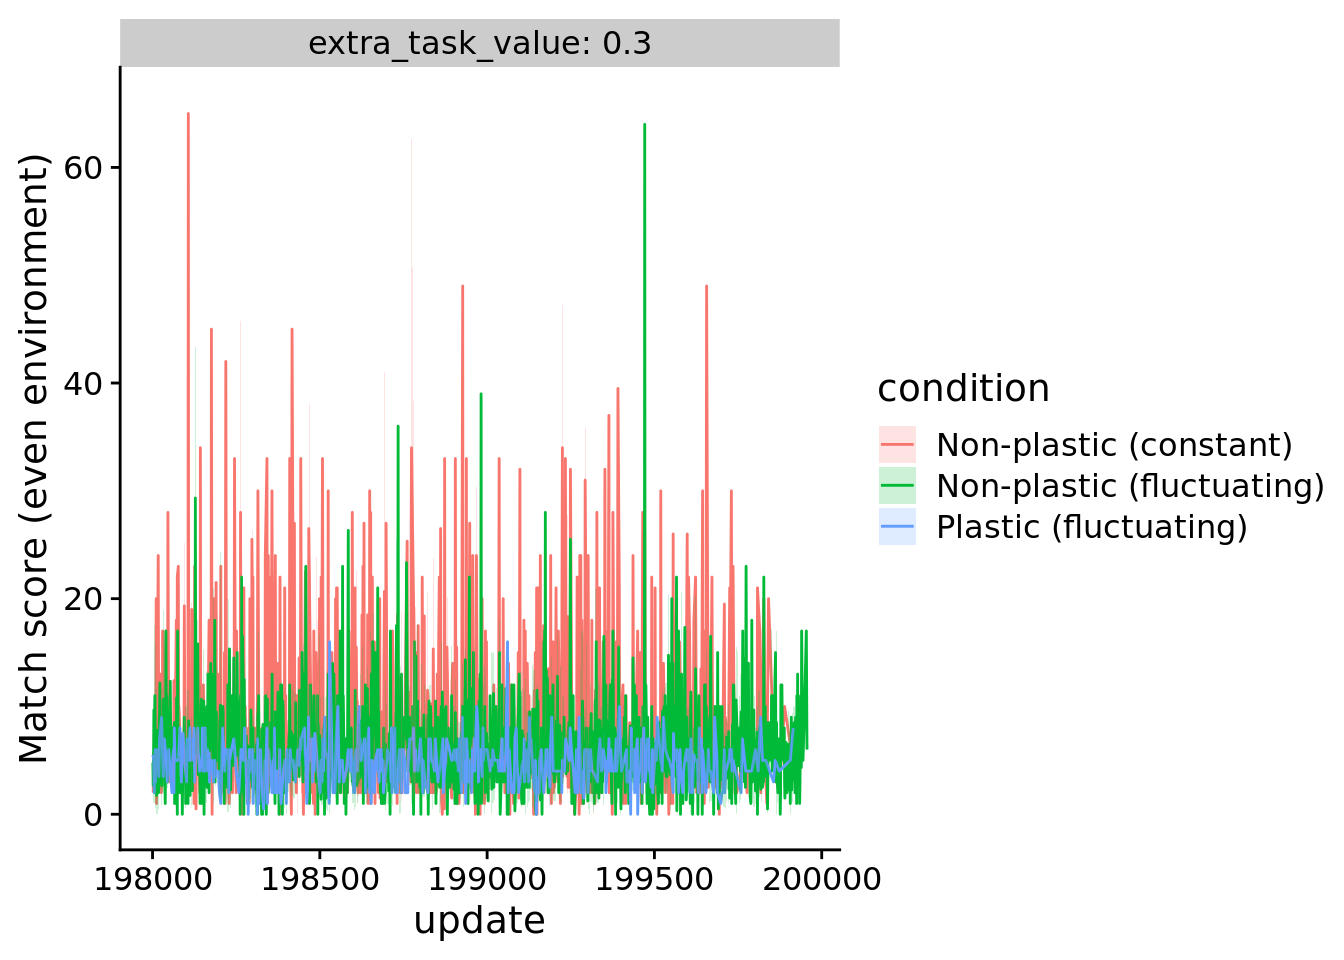 extra_task_value: 0.3
Match score (even environment)
60
40
20
0
198000 198500 199000 199500 200000
update
condition
Non-plastic (constant)
Non-plastic (fluctuating)
Plastic (fluctuating)